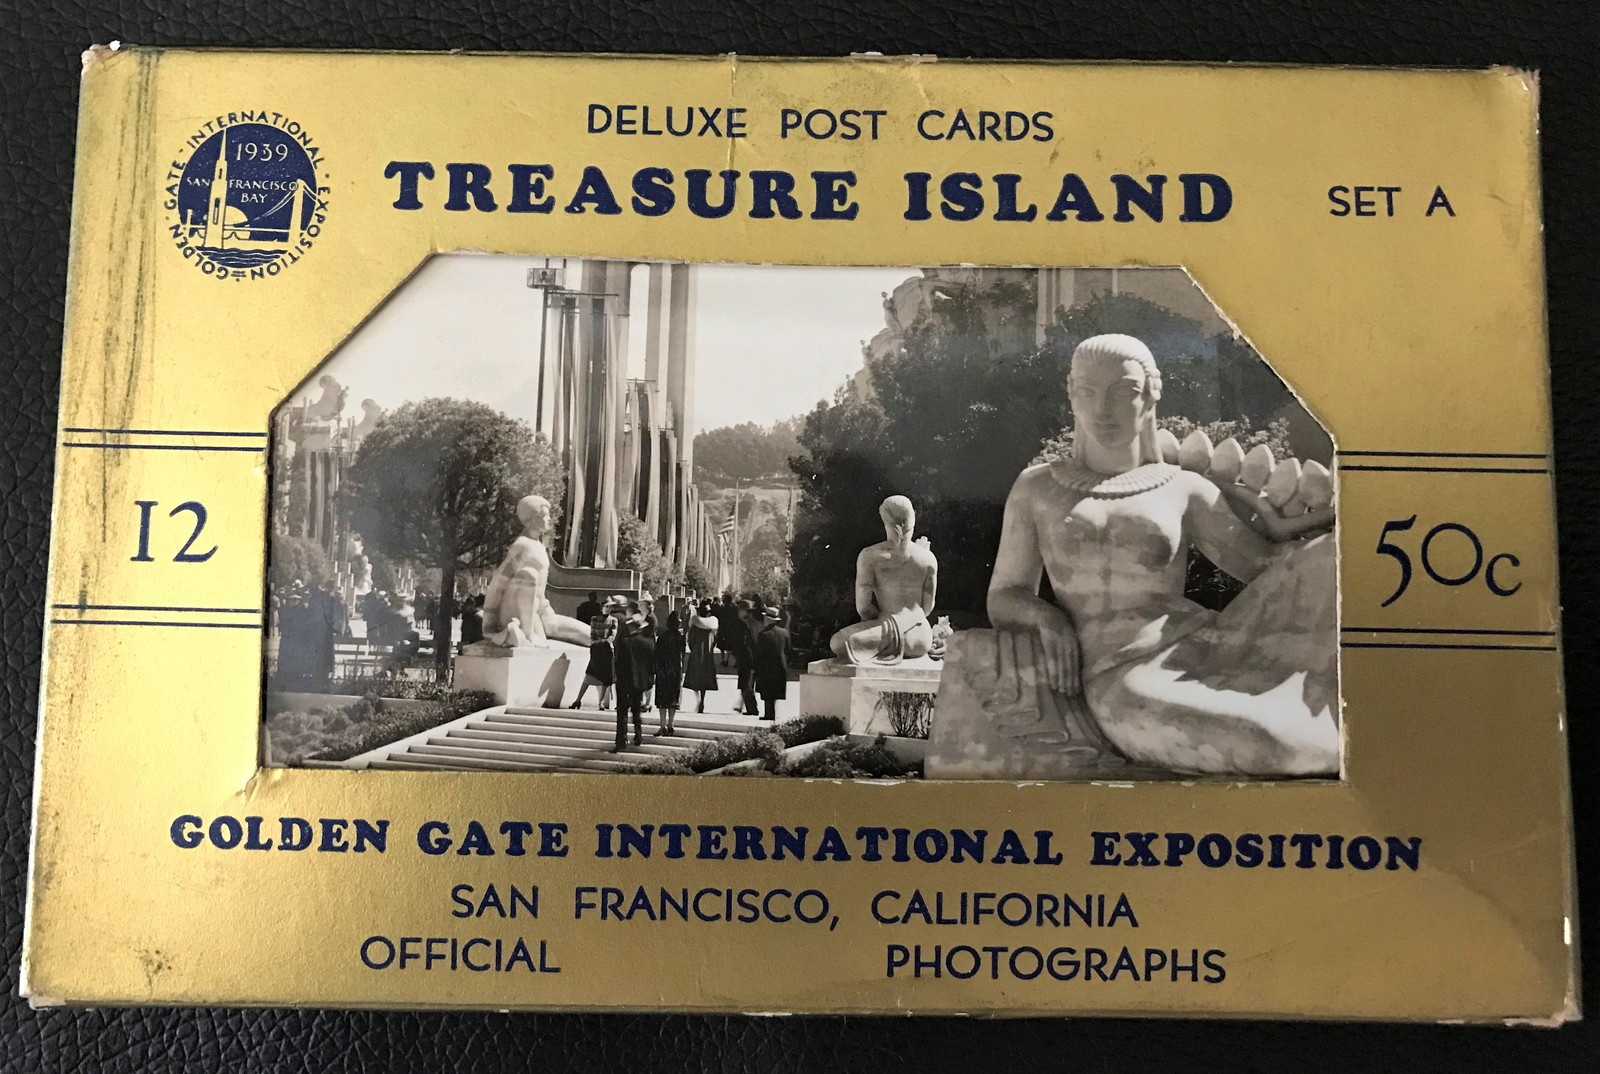 DELUXE POST CARDS
TREASURE ISLAND
SET A
GOLDEN GATE · INTERNATIONAL · EXPOSITION
1939
SAN FRANCISCO
BAY
12
50c
GOLDEN GATE INTERNATIONAL EXPOSITION
SAN FRANCISCO, CALIFORNIA
OFFICIAL PHOTOGRAPHS